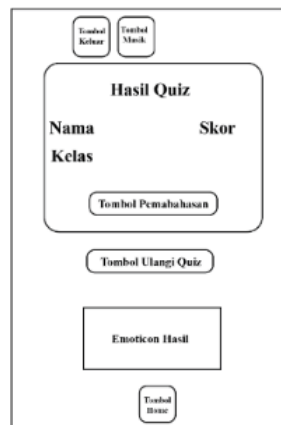 Tombol Tombol
Keluar Musik
Hasil Quiz
Nama Skor
Kelas
Tombol Pemabahasan
Tombol Ulangi Quiz
Emoticon Hasil
Tombol
Home